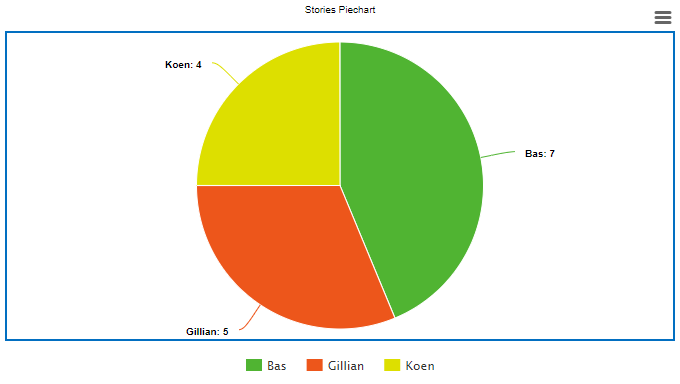 Stories Piechart
Koen: 4
Bas: 7
Gillian: 5
Bas Gillian Koen